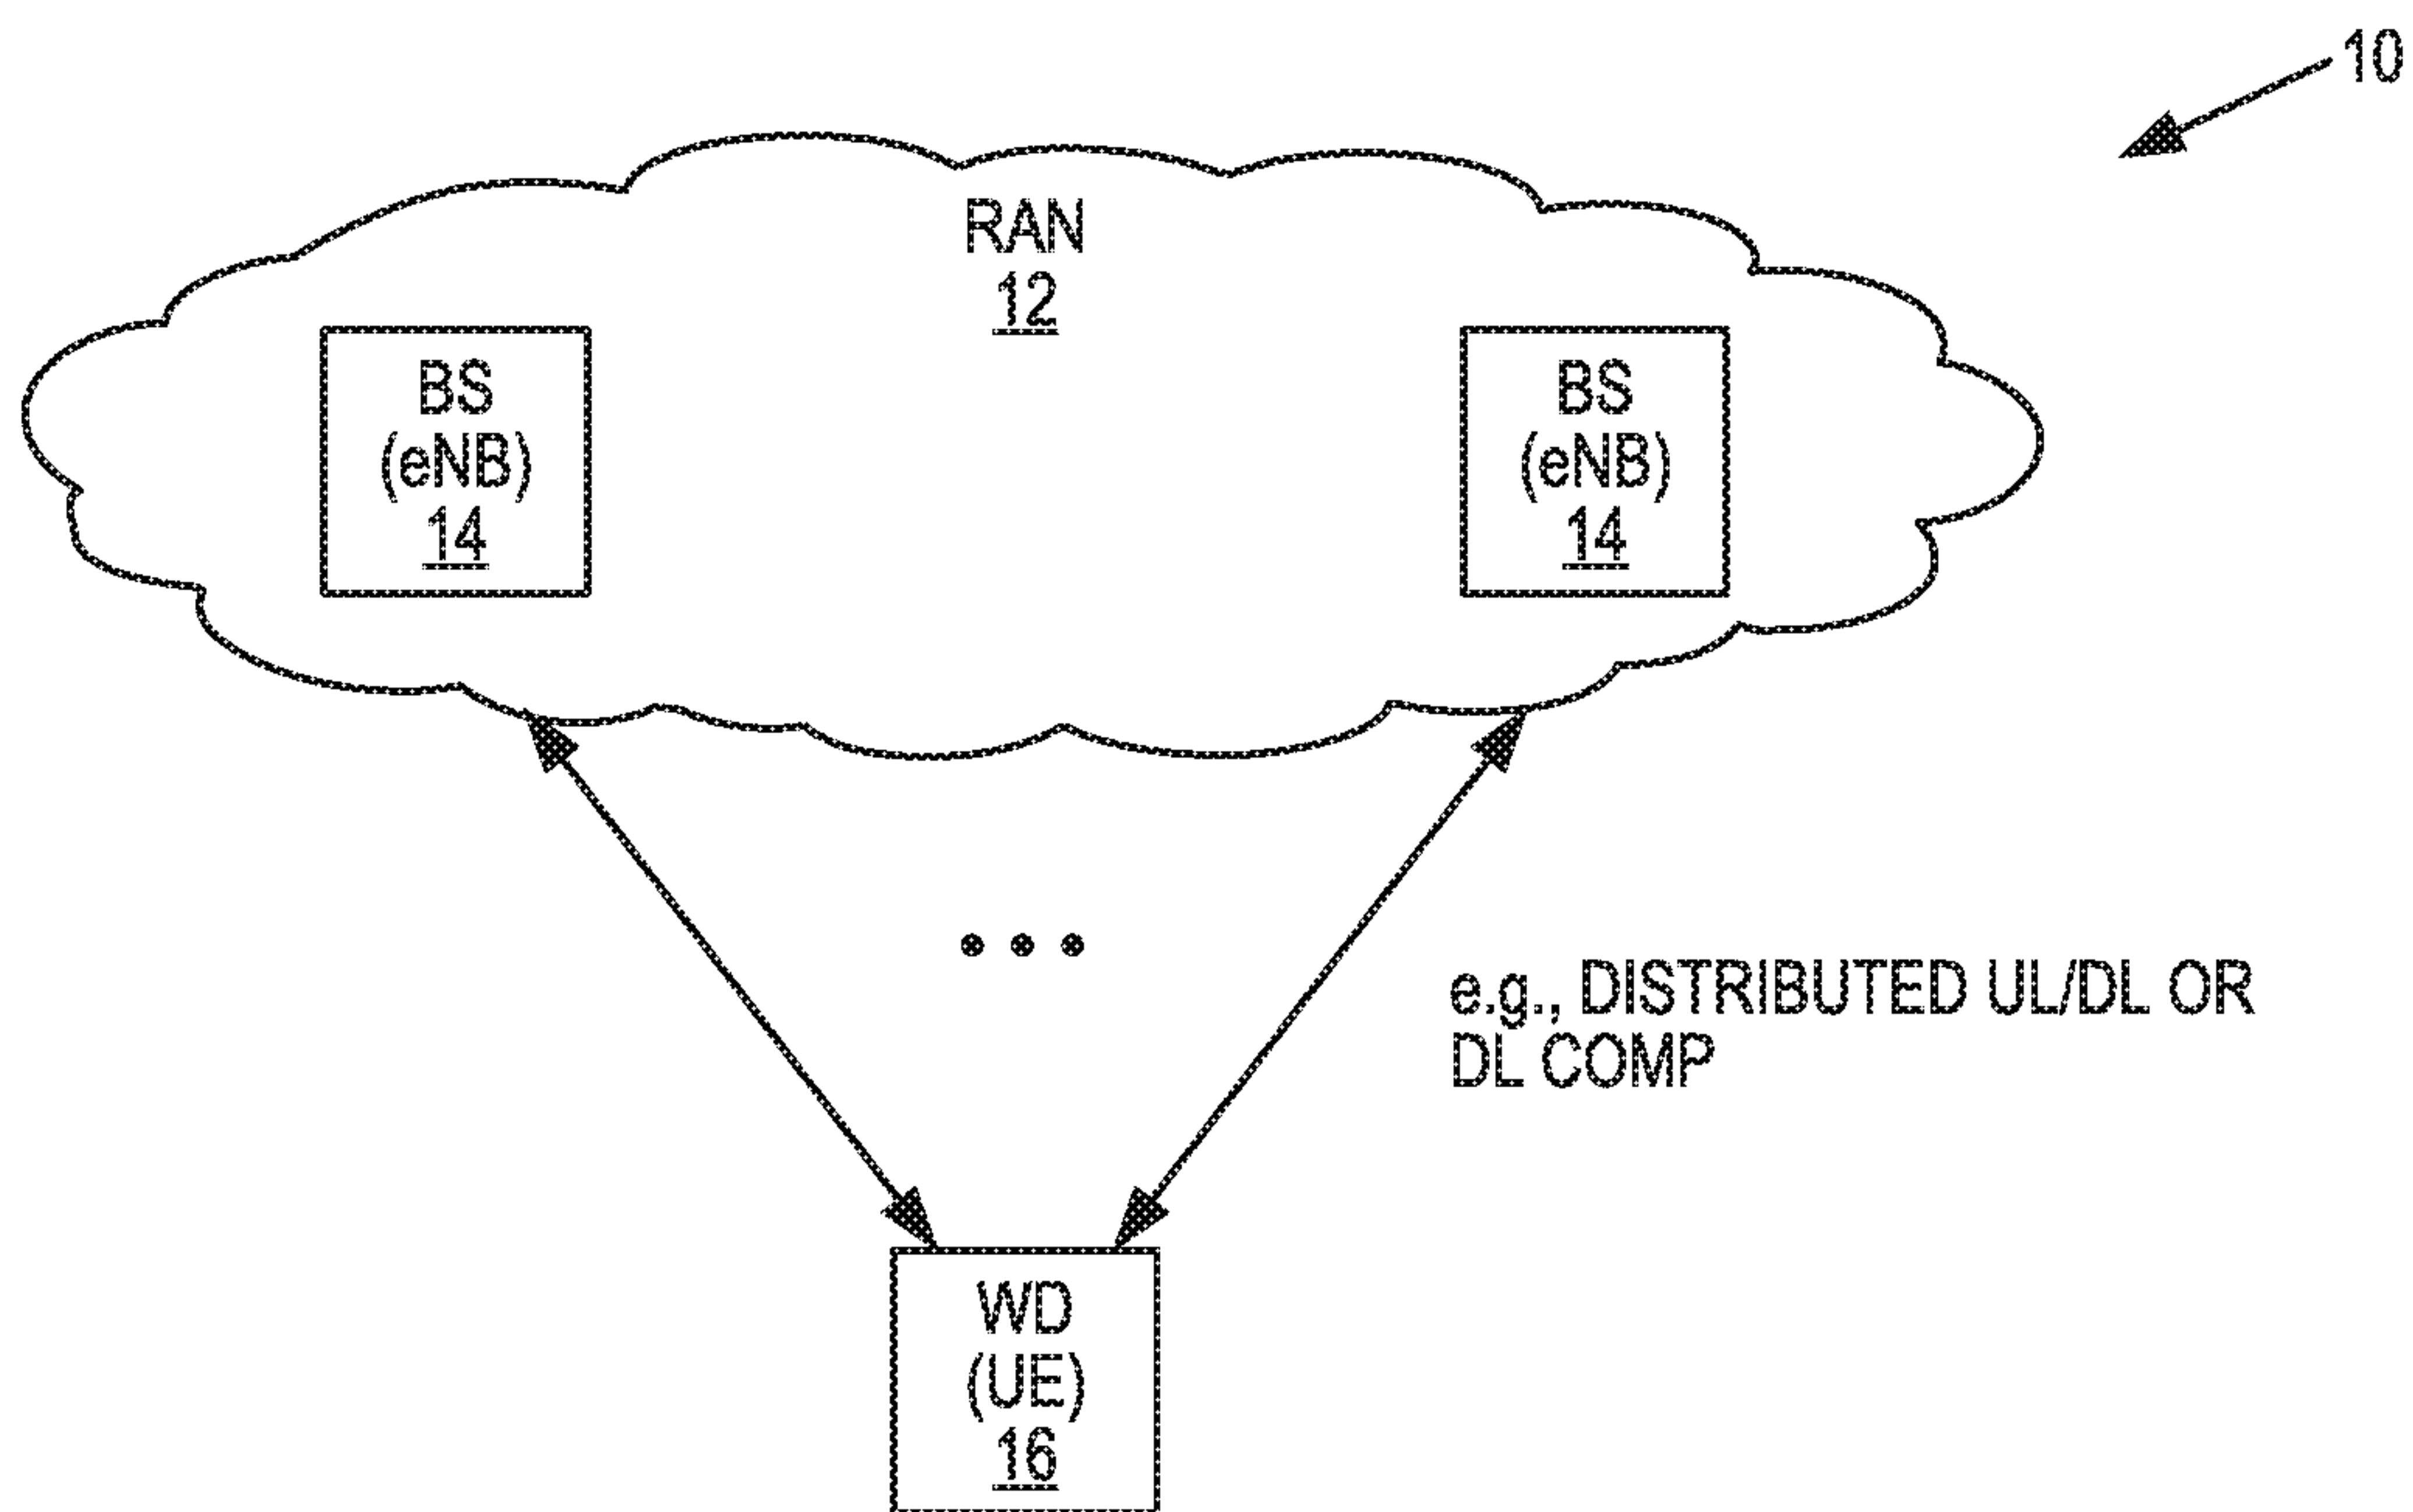 10
RAN
12
BS
(eNB)
14
BS
(eNB)
14
e.g., DISTRIBUTED UL/DL OR
DL COMP
WD
(UE)
16